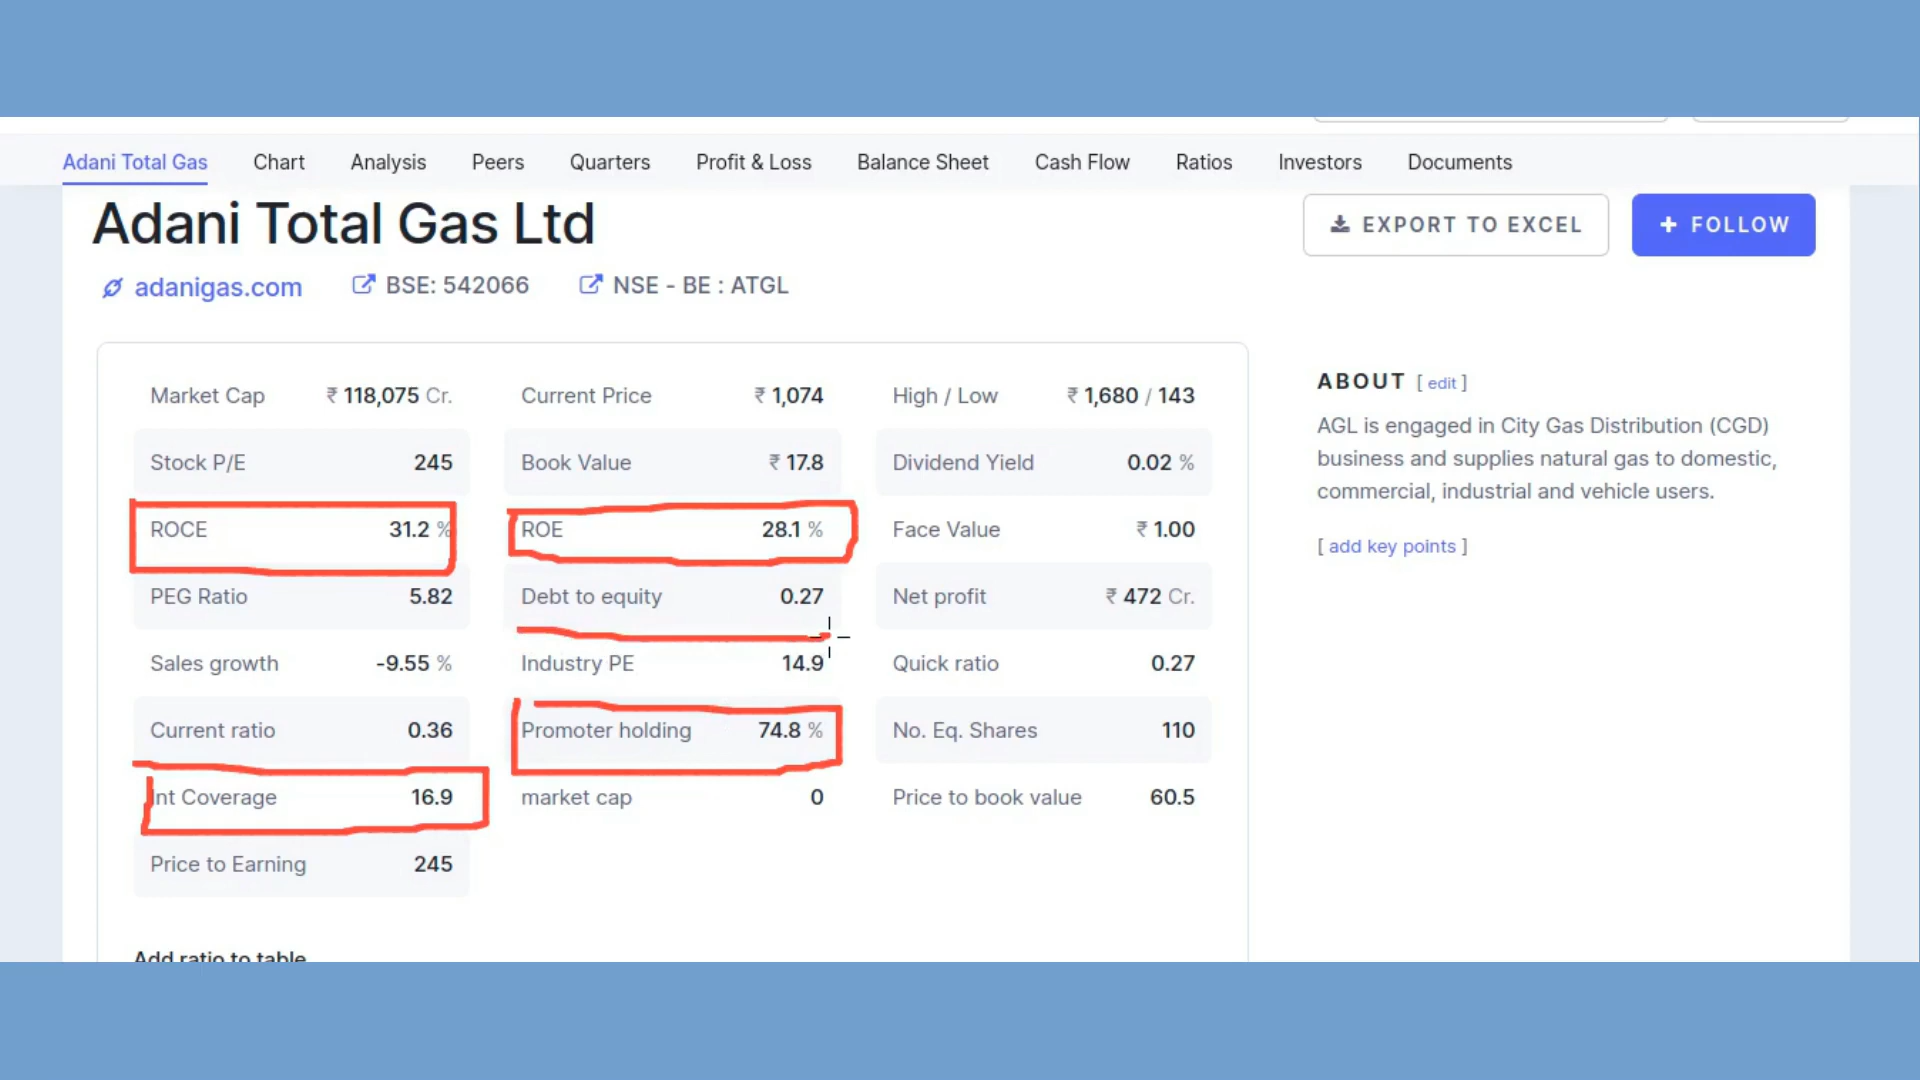 Adani Total Gas Chart Analysis Peers Quarters Profit & Loss Balance Sheet Cash Flow Ratios Investors Documents
Adani Total Gas Ltd
EXPORT TO EXCEL + FOLLOW
adanigas.com BSE: 542066 NSE - BE : ATGL
Market Cap ₹ 118,075 Cr. Current Price ₹ 1,074 High / Low ₹ 1,680 / 143
Stock P/E 245 Book Value ₹ 17.8 Dividend Yield 0.02 %
ROCE 31.2 % ROE 28.1 % Face Value ₹ 1.00
PEG Ratio 5.82 Debt to equity 0.27 Net profit ₹ 472 Cr.
Sales growth -9.55 % Industry PE 14.9 Quick ratio 0.27
Current ratio 0.36 Promoter holding 74.8 % No. Eq. Shares 110
Int Coverage 16.9 market cap 0 Price to book value 60.5
Price to Earning 245
Add ratio to table
ABOUT [ edit ]
AGL is engaged in City Gas Distribution (CGD)
business and supplies natural gas to domestic,
commercial, industrial and vehicle users.
[ add key points ]